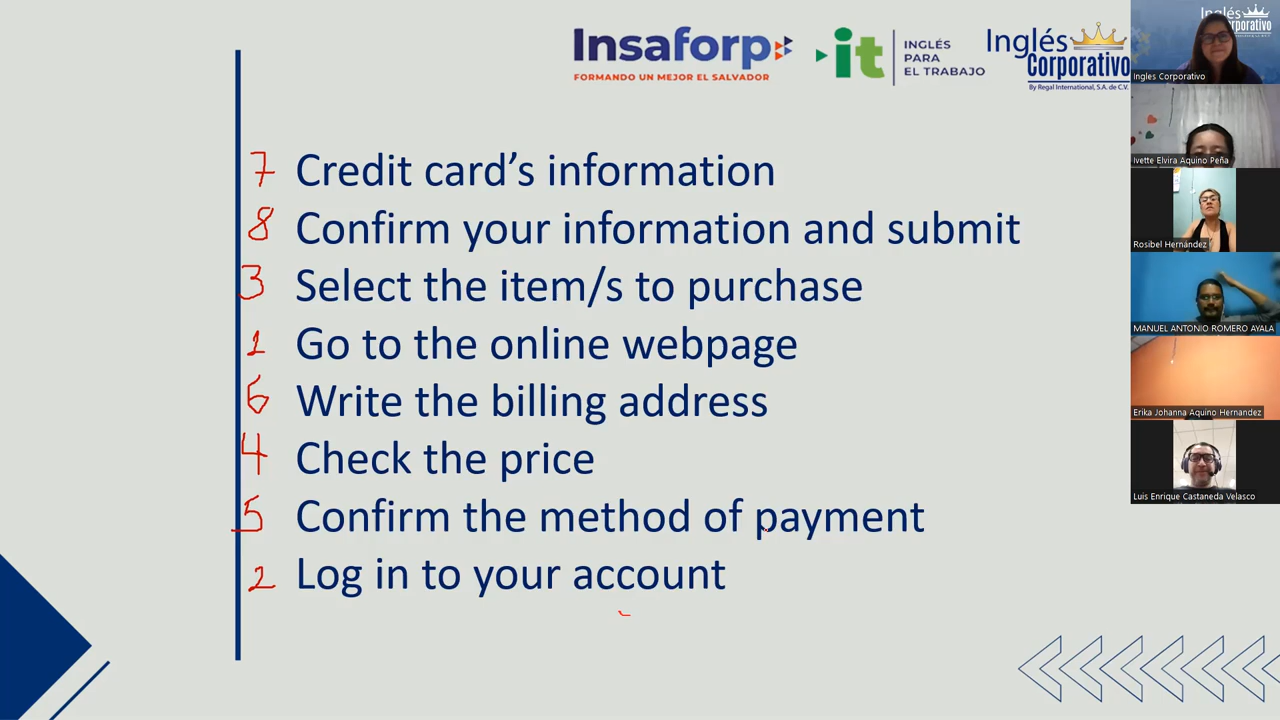 Insaforp
FORMANDO UN MEJOR EL SALVADOR
it
INGLÉS
PARA
EL TRABAJO
Inglés
Corporativo
By Regal International, S.A. de C.V.
7 Credit card's information
8 Confirm your information and submit
3 Select the item/s to purchase
1 Go to the online webpage
6 Write the billing address
4 Check the price
5 Confirm the method of payment
2 Log in to your account
Inglés
Corporativo
Ingles Corporativo
Ivette Elvira Aquino Peña
Rosibel Hernández
MANUEL ANTONIO ROMERO AYALA
Erika Johanna Aquino Hernandez
Luis Enrique Castaneda Velasco